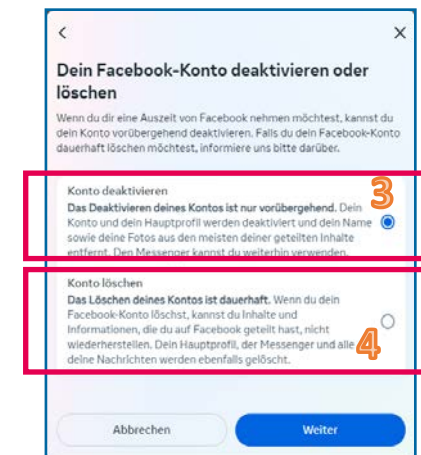 Dein Facebook-Konto deaktivieren oder
löschen
Wenn du dir eine Auszeit von Facebook nehmen möchtest, kannst du
dein Konto vorübergehend deaktivieren. Falls du dein Facebook-Konto
dauerhaft löschen möchtest, informiere uns bitte darüber.
3
Konto deaktivieren
Das Deaktivieren deines Kontos ist nur vorübergehend. Dein
Konto und dein Hauptprofil werden deaktiviert und dein Name
sowie deine Fotos aus den meisten deiner geteilten Inhalte
entfernt. Den Messenger kannst du weiterhin verwenden.
Konto löschen
Das Löschen deines Kontos ist dauerhaft. Wenn du dein
Facebook-Konto löschst, kannst du Inhalte und
Informationen, die du auf Facebook geteilt hast, nicht
wiederherstellen. Dein Hauptprofil, der Messenger und alle
deine Nachrichten werden ebenfalls gelöscht.
4
Abbrechen
Weiter